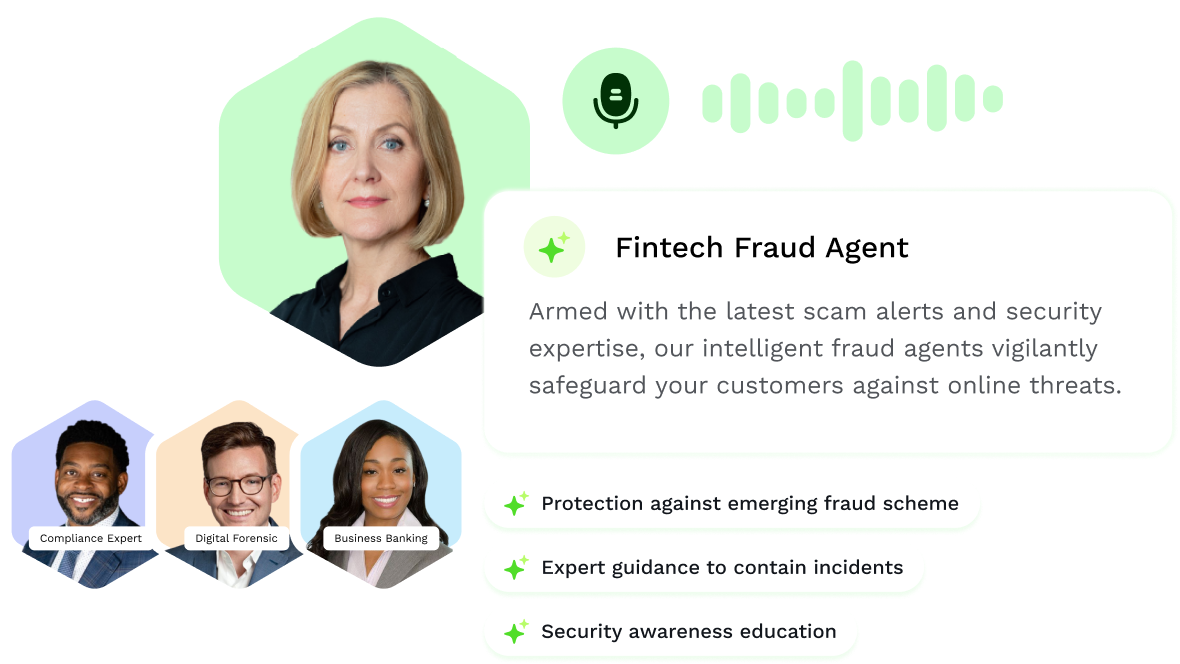 Fintech Fraud Agent
Armed with the latest scam alerts and security
expertise, our intelligent fraud agents vigilantly
safeguard your customers against online threats.
Compliance Expert
Digital Forensic
Business Banking
Protection against emerging fraud scheme
Expert guidance to contain incidents
Security awareness education